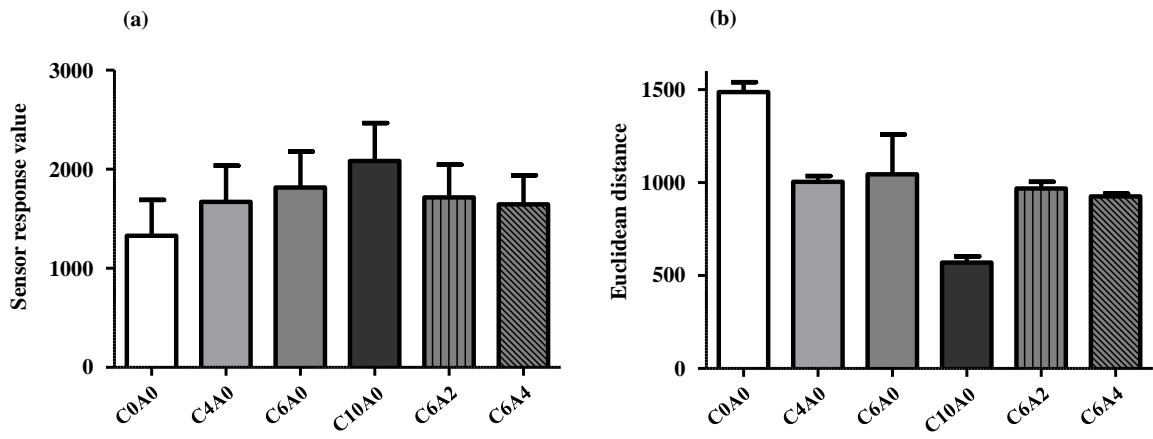 (a)
Sensor response value
3000
2000
1000
0
C0A0
C4A0
C6A0
C10A0
C6A2
C6A4
(b)
Euclidean distance
1500
1000
500
0
C0A0
C4A0
C6A0
C10A0
C6A2
C6A4